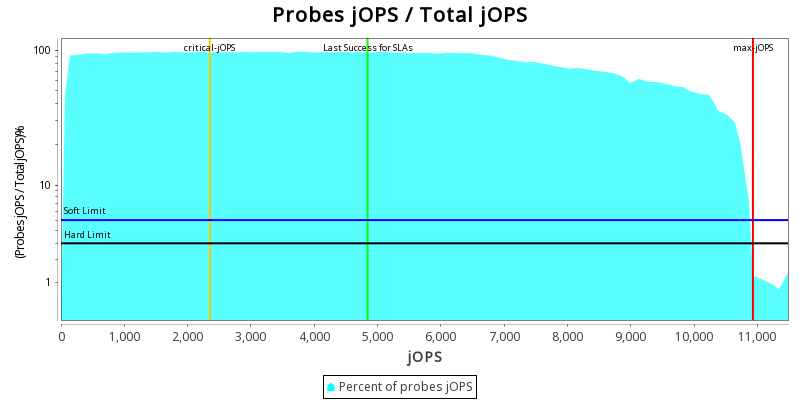 Probes jOPS / Total jOPS
critical-jOPS
Last Success for SLAs
max-jOPS
100
10
1
(Probes jOPS / Total jOPS)%
Soft Limit
Hard Limit
0
1,000
2,000
3,000
4,000
5,000
6,000
7,000
8,000
9,000
10,000
11,000
jOPS
Percent of probes jOPS